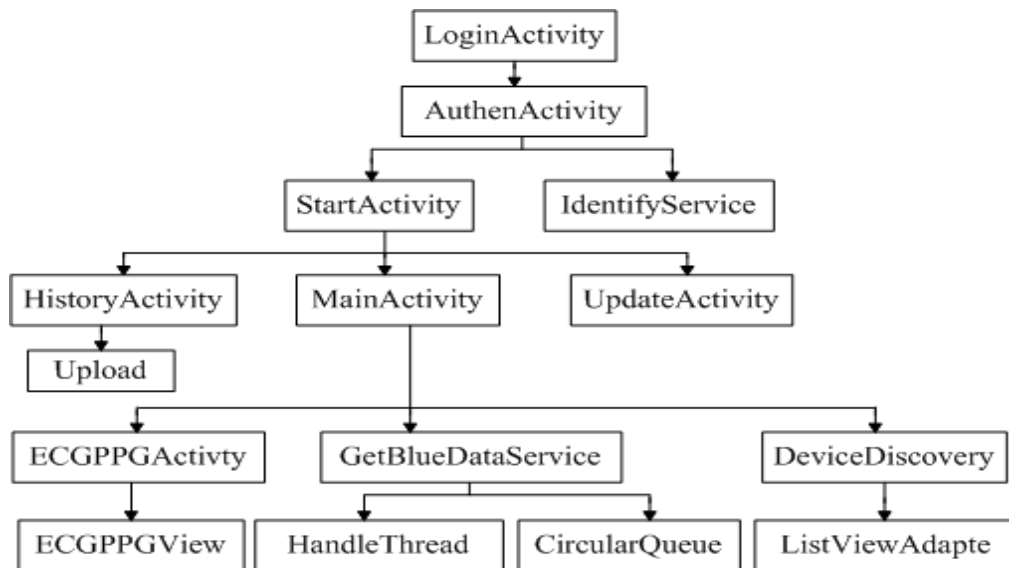 LoginActivity
AuthenActivity
StartActivity
IdentifyService
HistoryActivity
MainActivity
UpdateActivity
Upload
ECGPPGActivty
GetBlueDataService
DeviceDiscovery
ECGPPGView
HandleThread
CircularQueue
ListViewAdapte